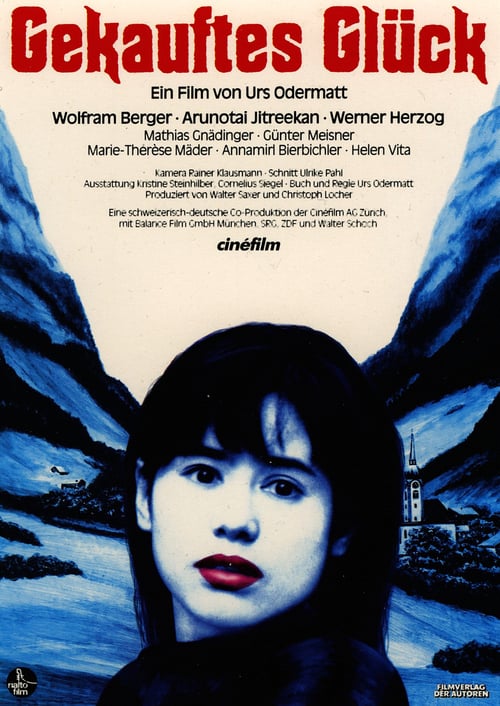 Gekauftes Glück
Ein Film von Urs Odermatt
Wolfram Berger · Arunotai Jitreekan · Werner Herzog
Mathias Gnädinger · Günter Meisner
Marie-Thérèse Mäder · Annamirl Bierbichler · Helen Vita
Kamera Rainer Klausmann · Schnitt Ulrike Pahl
Ausstattung Kristine Steinhilber, Cornelius Siegel · Buch und Regie Urs Odermatt
Produziert von Walter Saxer und Christoph Locher
Eine schweizerisch-deutsche Co-Produktion der Cinéfilm AG Zürich,
mit Balance Film GmbH München, SRG, ZDF und Walter Schoch
cinéfilm
rialto
film
FILMVERLAG
DER AUTOREN